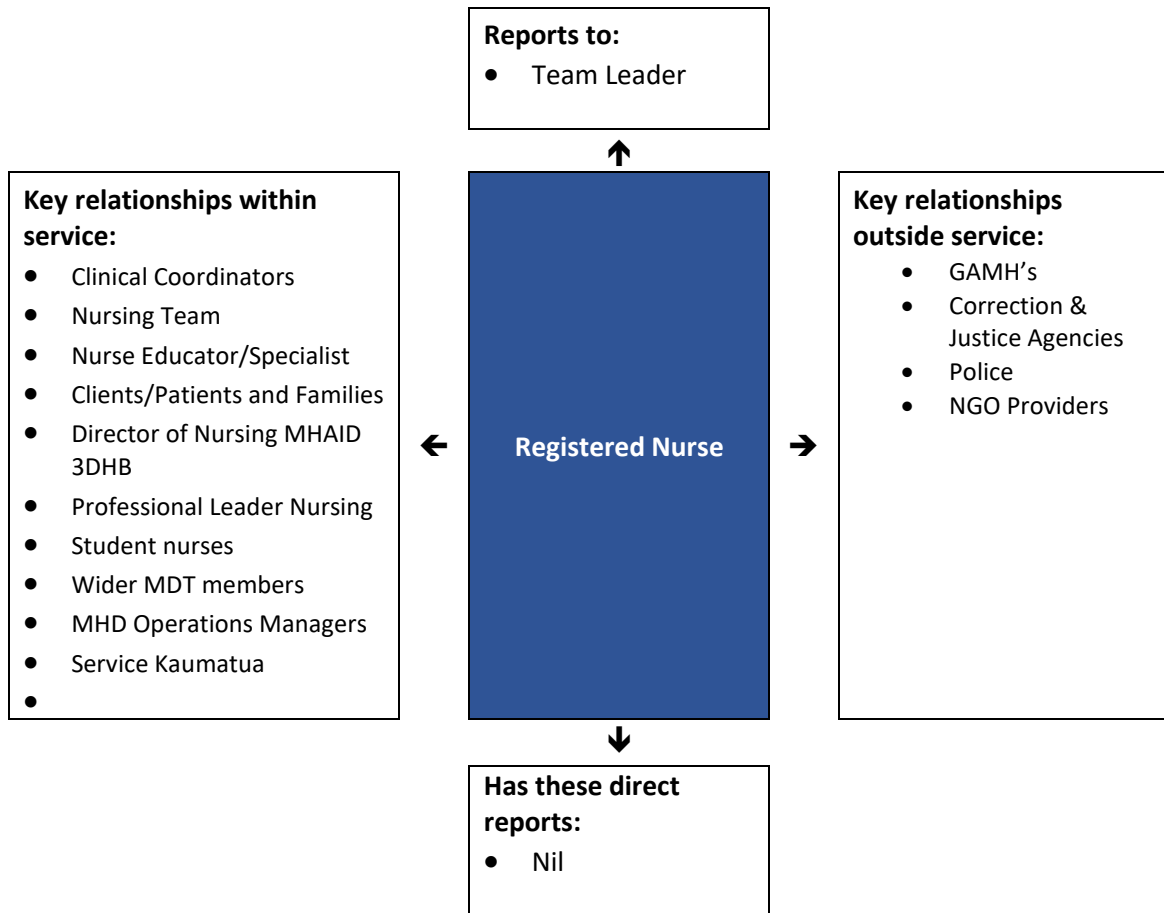 Reports to:
• Team Leader
Key relationships within
service:
• Clinical Coordinators
• Nursing Team
• Nurse Educator/Specialist
• Clients/Patients and Families
• Director of Nursing MHAID
3DHB
• Professional Leader Nursing
• Student nurses
• Wider MDT members
• MHD Operations Managers
• Service Kaumatua
•
Registered Nurse
Key relationships
outside service:
• GAMH’s
• Correction &
Justice Agencies
• Police
• NGO Providers
Has these direct
reports:
• Nil